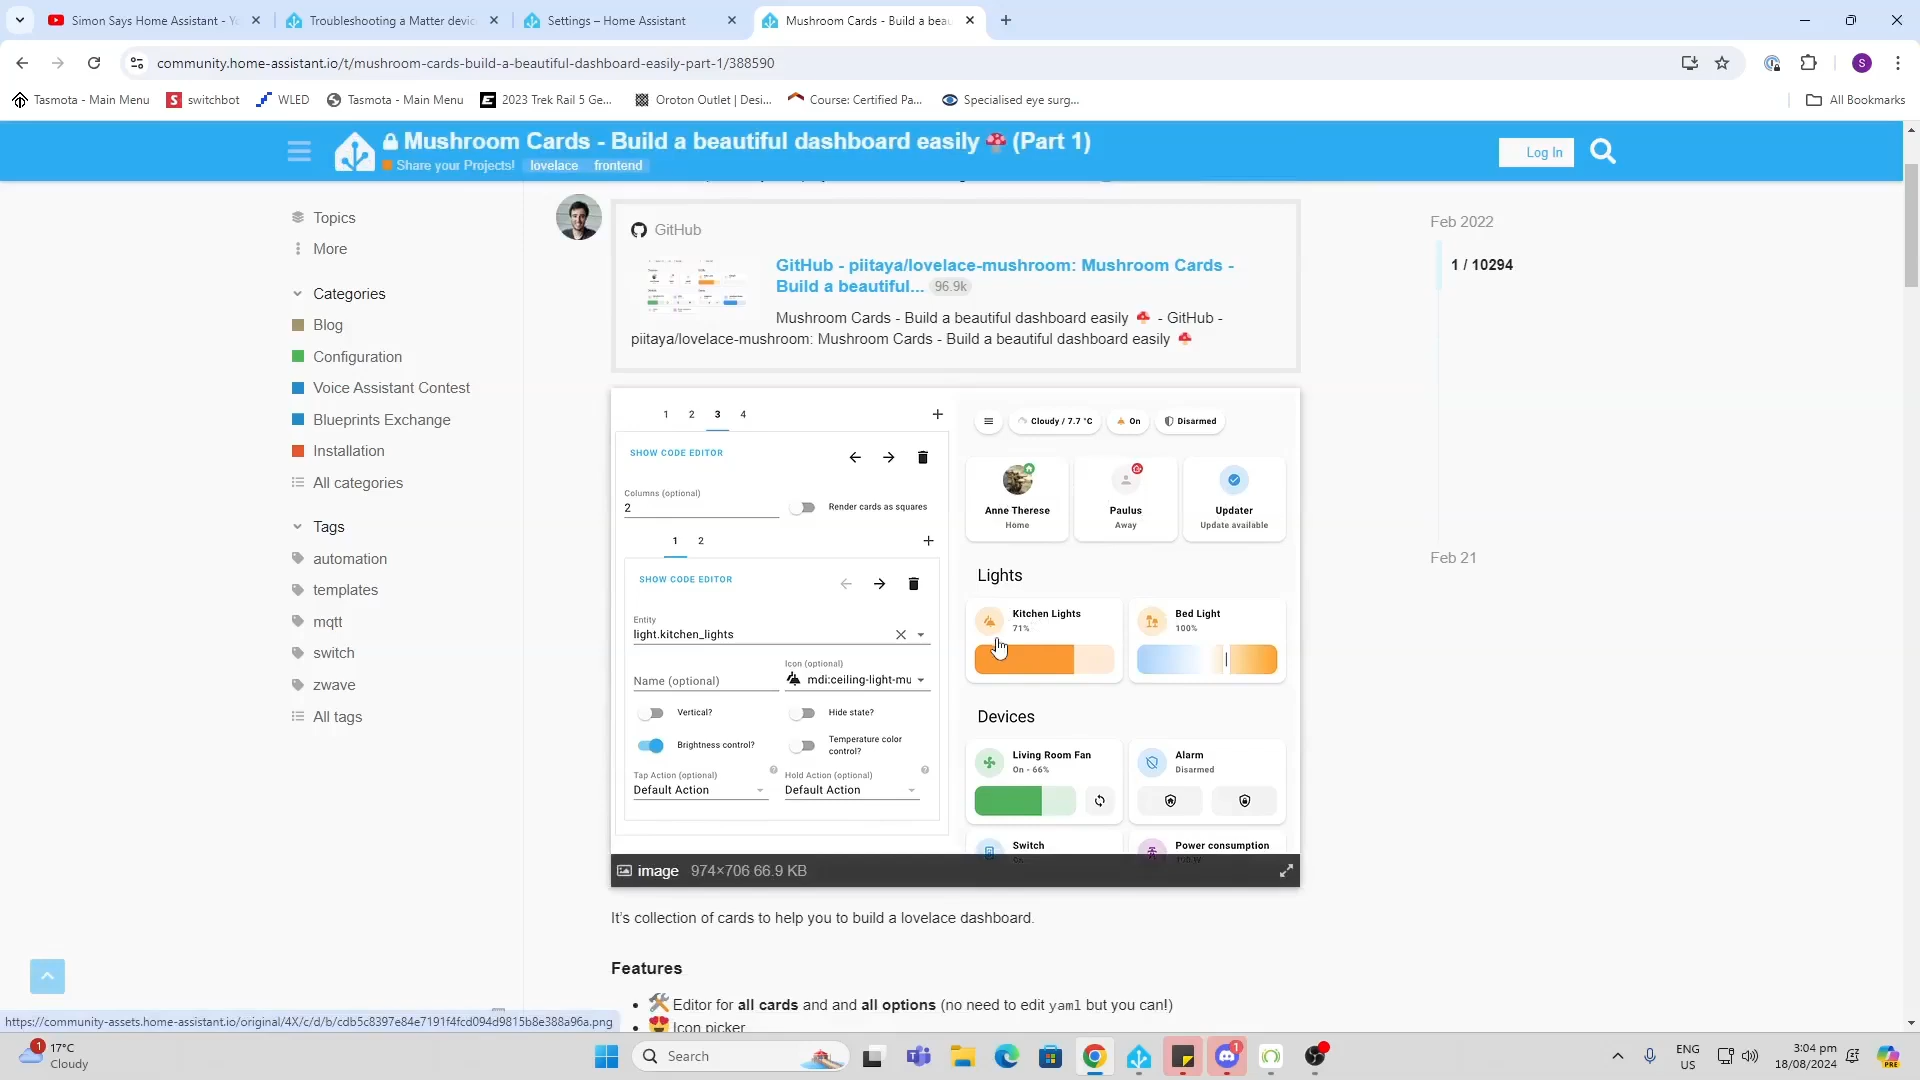 Simon Says Home Assistant - Yo
Troubleshooting a Matter devic
Settings – Home Assistant
Mushroom Cards - Build a beau
community.home-assistant.io/t/mushroom-cards-build-a-beautiful-dashboard-easily-part-1/388590
S
Tasmota - Main Menu
switchbot
WLED
Tasmota - Main Menu
2023 Trek Rail 5 Ge...
Oroton Outlet | Desi...
Course: Certified Pa...
Specialised eye surg...
All Bookmarks
Mushroom Cards - Build a beautiful dashboard easily 🍄 (Part 1)
Share your Projects! lovelace frontend
Log In
Topics
More
Categories
Blog
Configuration
Voice Assistant Contest
Blueprints Exchange
Installation
All categories
Tags
automation
templates
mqtt
switch
zwave
All tags
GitHub
GitHub - piitaya/lovelace-mushroom: Mushroom Cards -
Build a beautiful... 96.9k
Mushroom Cards - Build a beautiful dashboard easily 🍄 - GitHub -
piitaya/lovelace-mushroom: Mushroom Cards - Build a beautiful dashboard easily 🍄
Feb 2022
1 / 10294
Feb 21
1 2 3 4 +
SHOW CODE EDITOR
Columns (optional)
2
Render cards as squares
1 2 +
SHOW CODE EDITOR
Entity
light.kitchen_lights
Name (optional)
Icon (optional)
mdi:ceiling-light-mu
Vertical?
Hide state?
Brightness control?
Temperature color
control?
Tap Action (optional)
Default Action
Hold Action (optional)
Default Action
Cloudy / 7.7 °C
On
Disarmed
Anne Therese
Home
Paulus
Away
Updater
Update available
Lights
Kitchen Lights
71%
Bed Light
100%
Devices
Living Room Fan
On - 66%
Alarm
Disarmed
Switch
Power consumption
image 974×706 66.9 KB
It's collection of cards to help you to build a lovelace dashboard.
Features
• 🛠 Editor for all cards and and all options (no need to edit yaml but you can!)
• 😍 Icon picker
https://community-assets.home-assistant.io/original/4X/c/d/b/cdb5c8397e84e7191f4fcd094d9815b8e388a96a.png
1
17°C
Cloudy
Search
1
ENG
US
3:04 pm
18/08/2024
PRE